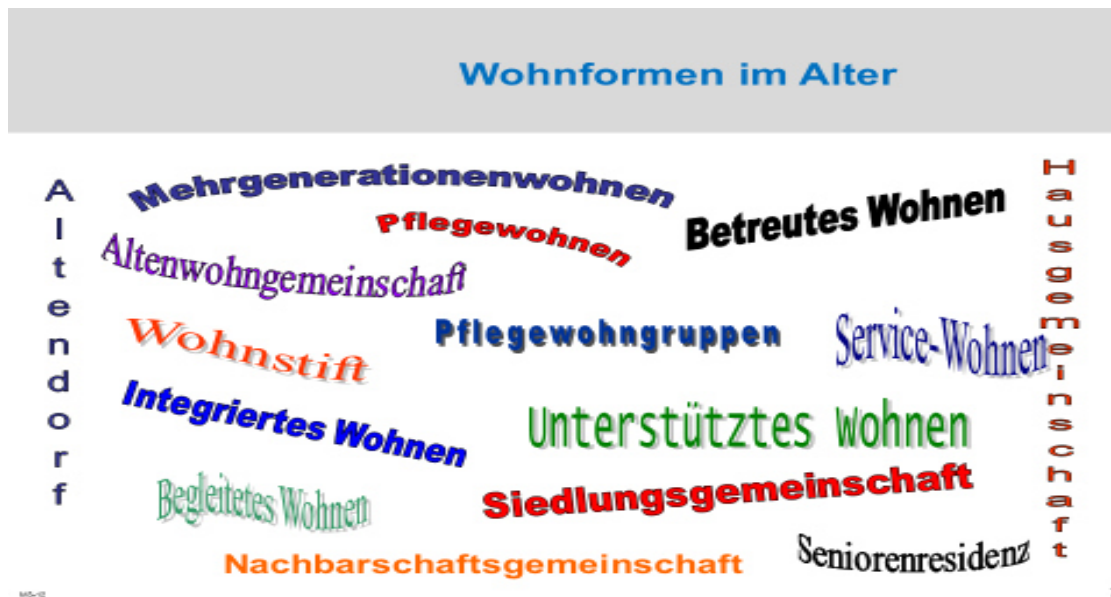 Wohnformen im Alter
Altendorf
Mehrgenerationenwohnen
Pflegewohnen
Betreutes Wohnen
Hausgemeinschaft
Altenwohngemeinschaft
Wohnstift
Pflegewohngruppen
Service-Wohnen
Integriertes Wohnen
Unterstütztes Wohnen
Begleitetes Wohnen
Siedlungsgemeinschaft
Nachbarschaftsgemeinschaft
Seniorenresidenz